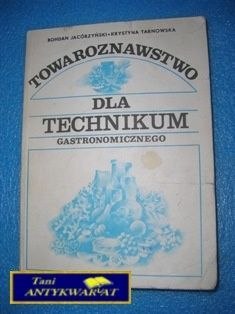 BOHDAN JACÓRZYŃSKI • KRYSTYNA TARNOWSKA
TOWAROZNAWSTWO
DLA
TECHNIKUM
GASTRONOMICZNEGO
Tani
ANTYKWARIAT